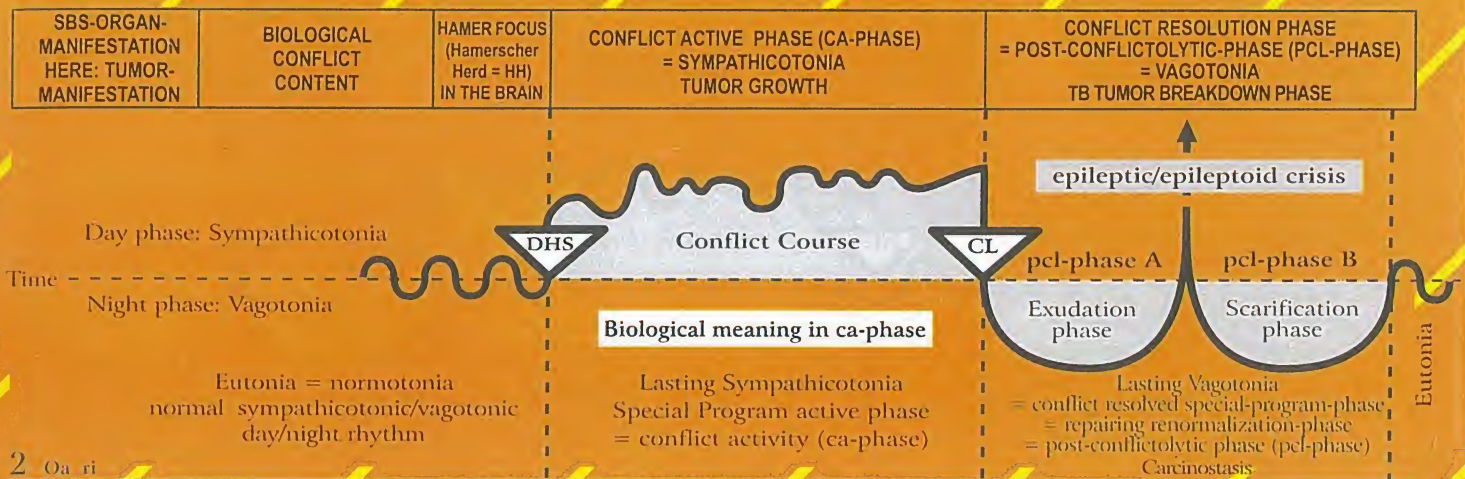 SBS-ORGAN-
MANIFESTATION
HERE: TUMOR-
MANIFESTATION
BIOLOGICAL
CONFLICT
CONTENT
HAMER FOCUS
(Hamerscher
Herd = HH)
IN THE BRAIN
CONFLICT ACTIVE PHASE (CA-PHASE)
= SYMPATHICOTONIA
TUMOR GROWTH
CONFLICT RESOLUTION PHASE
= POST-CONFLICTOLYTIC-PHASE (PCL-PHASE)
= VAGOTONIA
TB TUMOR BREAKDOWN PHASE
epileptic/epileptoid crisis
Day phase: Sympathicotonia
DHS
Conflict Course
CL
pcl-phase A
pcl-phase B
Time
Night phase: Vagotonia
Exudation
phase
Scarification
phase
Biological meaning in ca-phase
Eutonia = normotonia
normal sympathicotonic/vagotonic
day/night rhythm
Lasting Sympathicotonia
Special Program active phase
= conflict activity (ca-phase)
Lasting Vagotonia
= conflict resolved special-program-phase
= repairing renormalization-phase
= post-conflictolytic phase (pcl-phase)
Carcinostasis
Eutonia
2 Oa ri